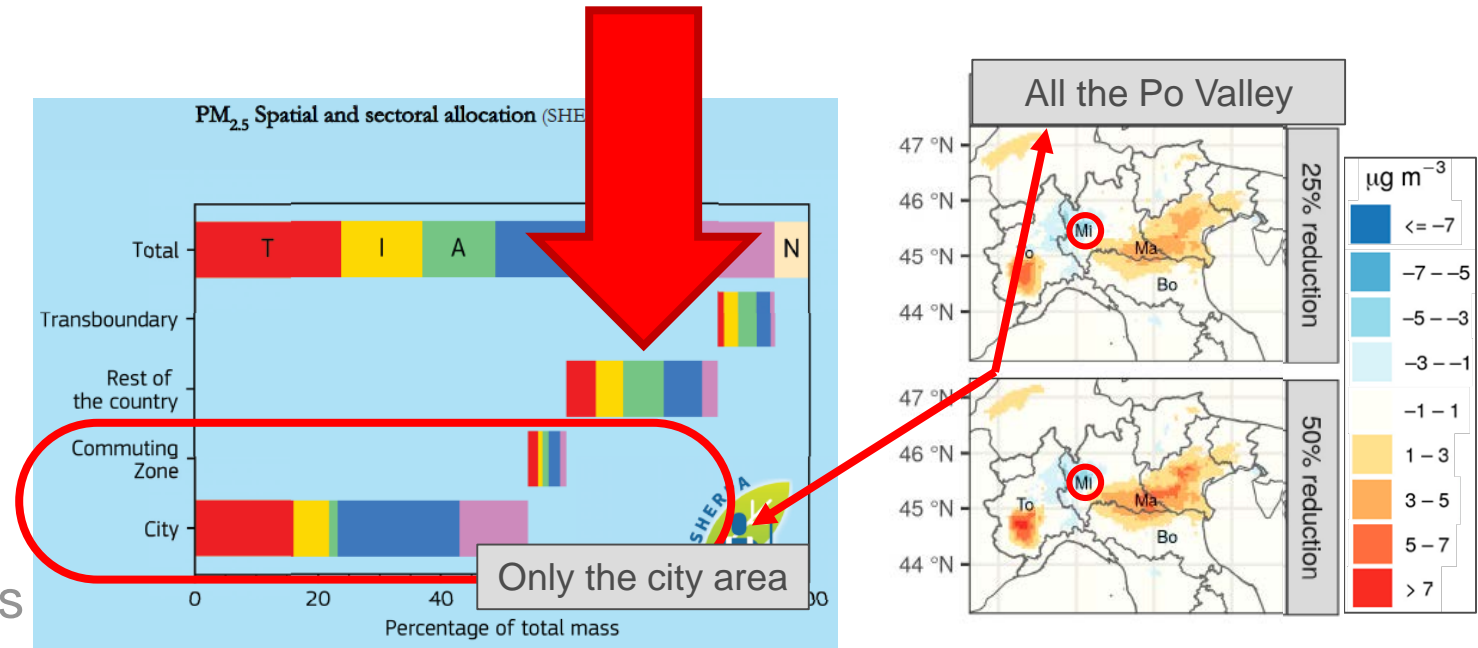 PM2.5 Spatial and sectoral allocation (SHE
Total
T I A N
Transboundary
Rest of
the country
Commuting
Zone
City
SHER A
Only the city area
s
0 20 40 00
Percentage of total mass
All the Po Valley
47 °N
46 °N
45 °N
44 °N
Mi
o
Ma
Bo
25% reduction
47 °N
46 °N
45 °N
44 °N
Mi
To
Ma
Bo
50% reduction
μg m−3
<= −7
−7 – −5
−5 – −3
−3 – −1
−1 – 1
1 – 3
3 – 5
5 – 7
> 7